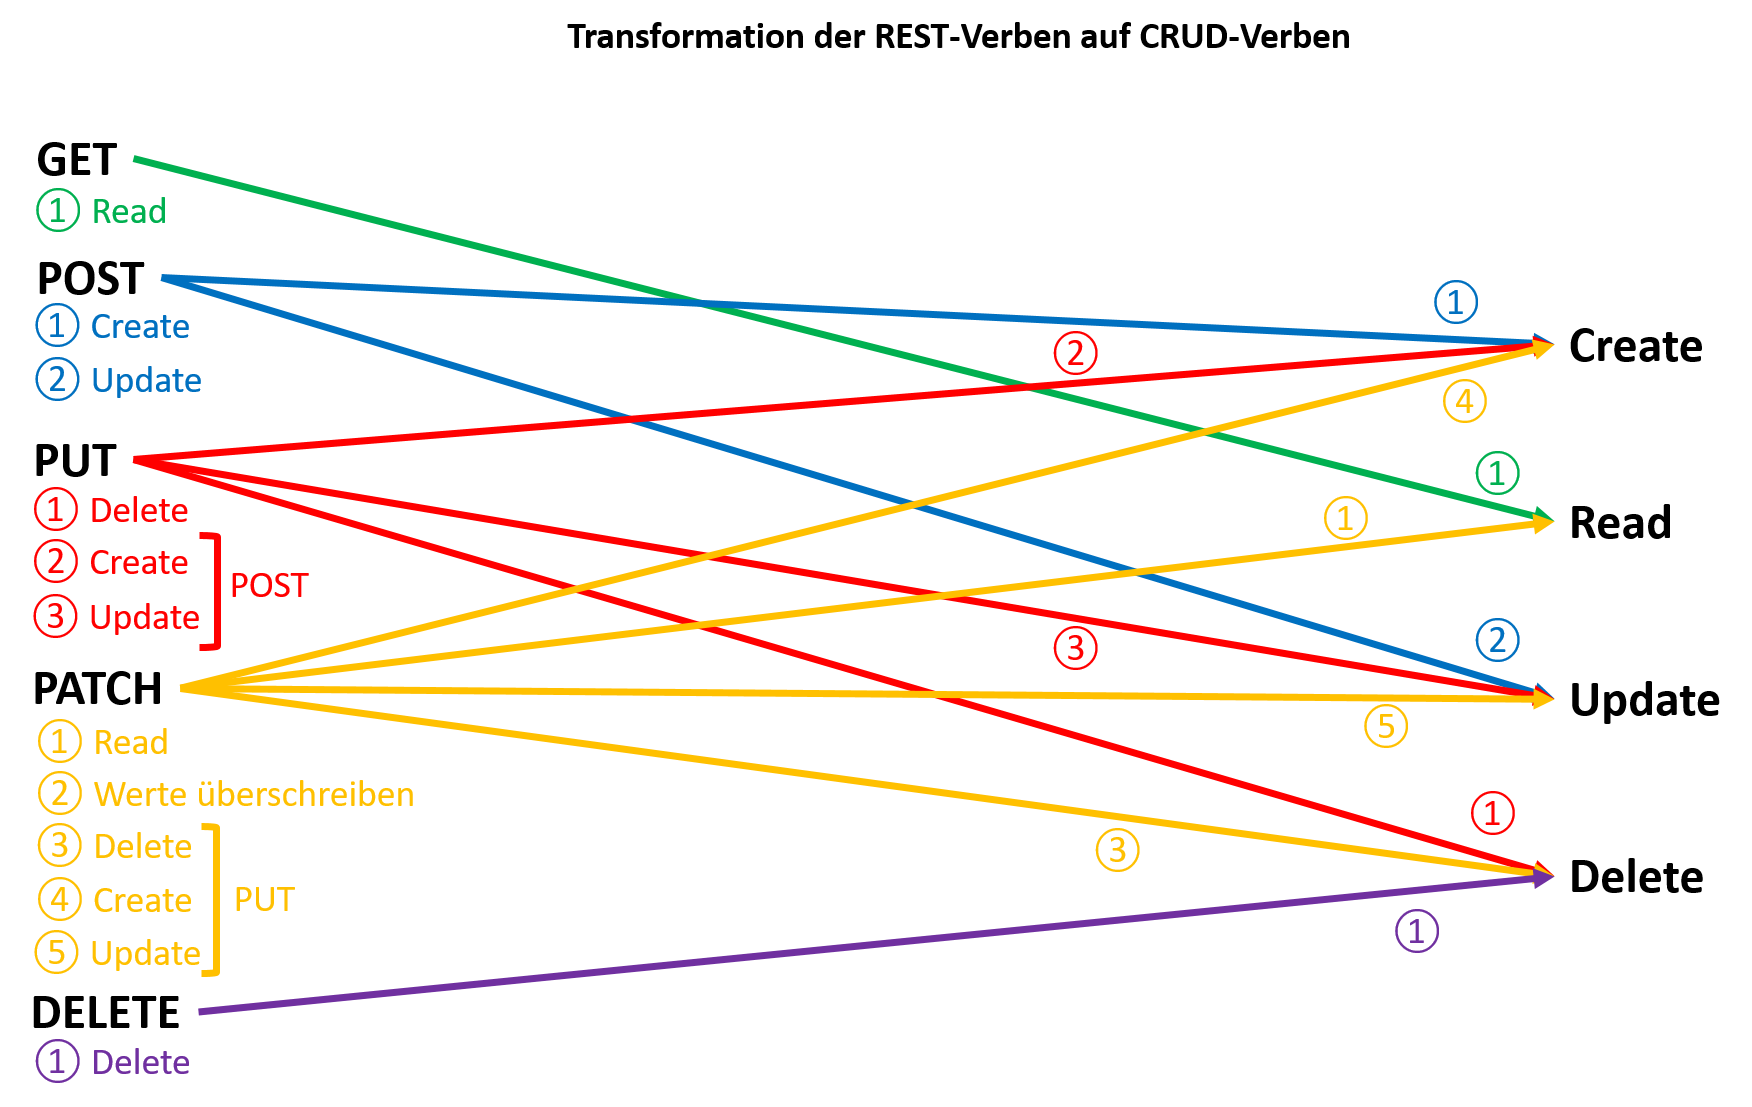 Transformation der REST-Verben auf CRUD-Verben
GET
1 Read
POST
1 Create
2 Update
PUT
1 Delete
2 Create
3 Update
POST
PATCH
1 Read
2 Werte überschreiben
3 Delete
4 Create
5 Update
PUT
DELETE
1 Delete
1
2
4
Create
1
1
Read
2
3
5
Update
1
3
1
Delete